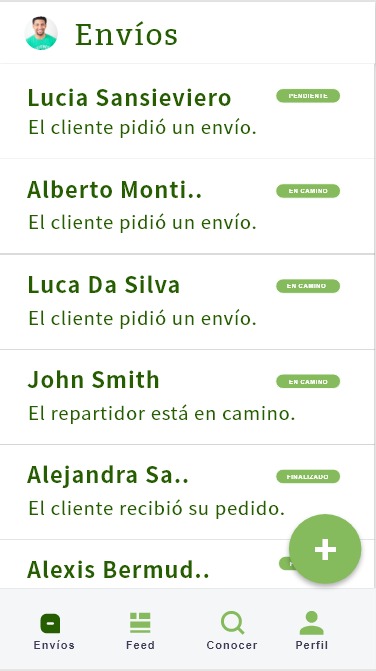 Envíos
Lucia Sansieviero
PENDIENTE
El cliente pidió un envío.
Alberto Monti..
EN CAMINO
El cliente pidió un envío.
Luca Da Silva
EN CAMINO
El cliente pidió un envío.
John Smith
EN CAMINO
El repartidor está en camino.
Alejandra Sa..
FINALIZADO
El cliente recibió su pedido.
Alexis Bermud..
Envíos
Feed
Conocer
Perfil